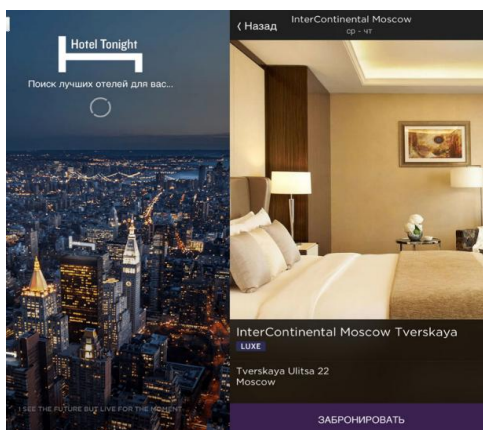 Hotel Tonight
Поиск лучших отелей для вас...
I SEE THE FUTURE BUT LIVE FOR THE MOMENT
Назад
InterContinental Moscow
ср - чт
InterContinental Moscow Tverskaya
LUXE
Tverskaya Ulitsa 22
Moscow
ЗАБРОНИРОВАТЬ